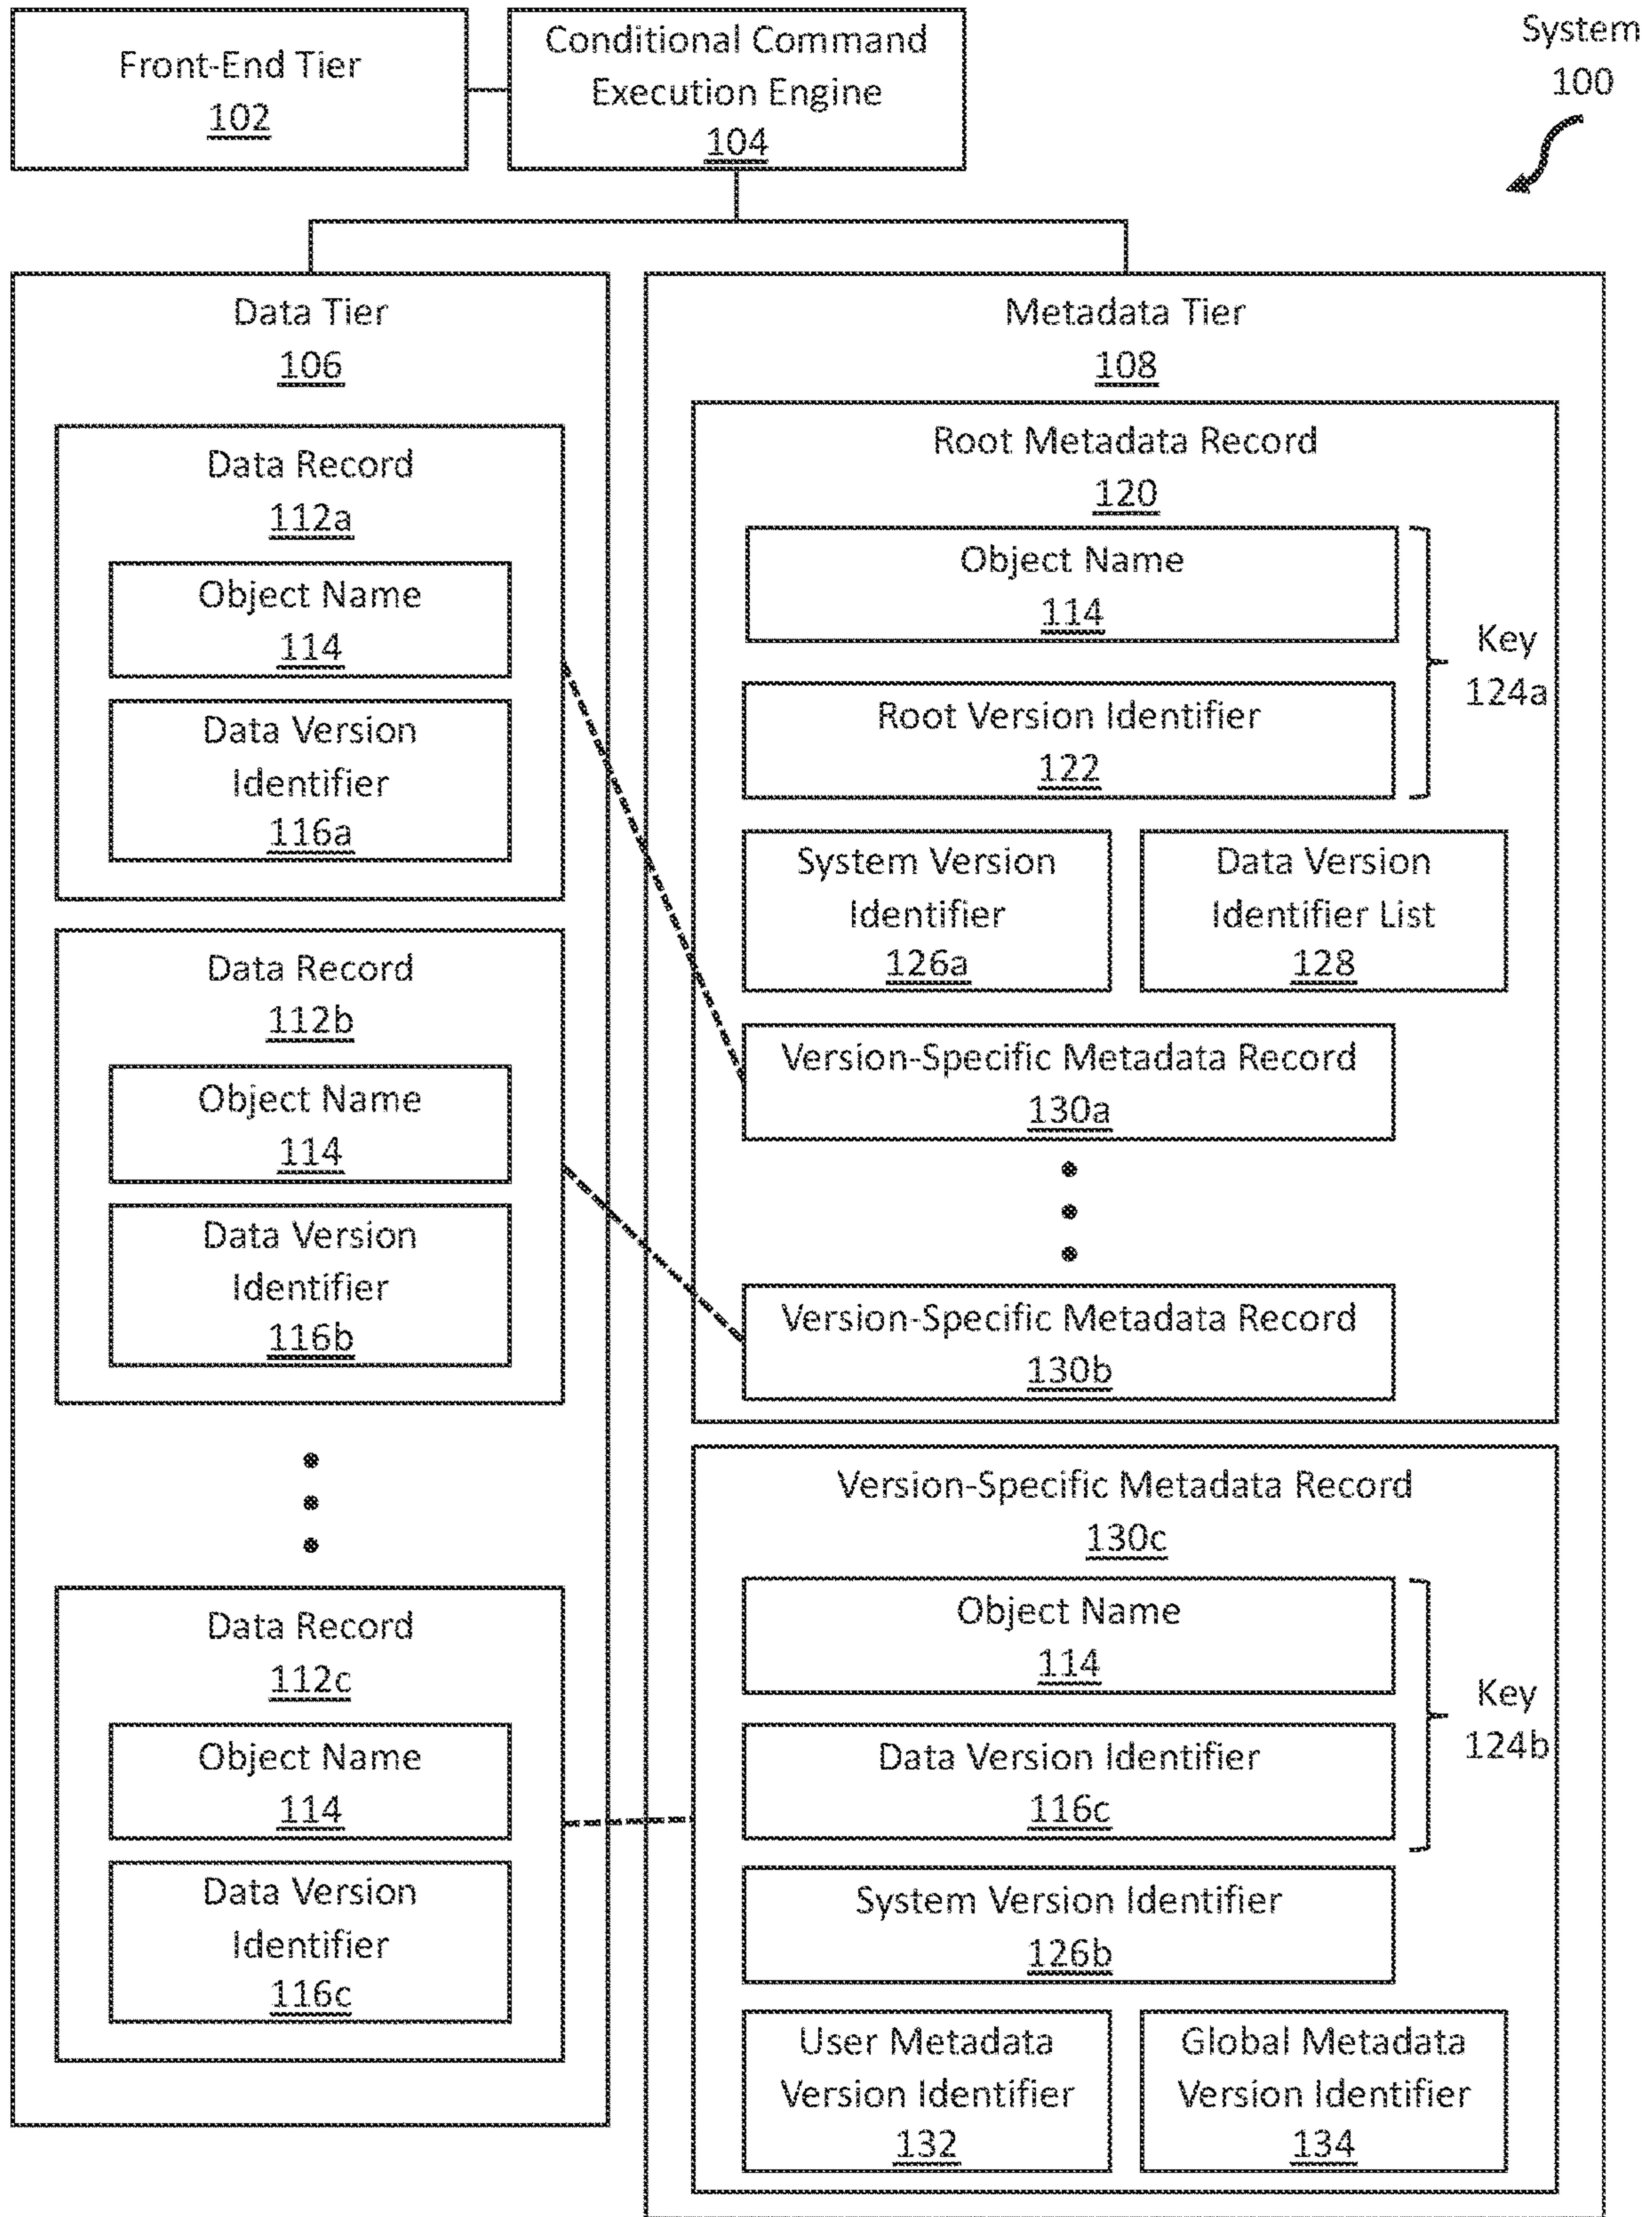 System
100
Front-End Tier
102
Conditional Command
Execution Engine
104
Data Tier
106
Data Record
112a
Object Name
114
Data Version
Identifier
116a
Data Record
112b
Object Name
114
Data Version
Identifier
116b
Data Record
112c
Object Name
114
Data Version
Identifier
116c
Metadata Tier
108
Root Metadata Record
120
Object Name
114
Root Version Identifier
122
Key
124a
System Version
Identifier
126a
Data Version
Identifier List
128
Version-Specific Metadata Record
130a
Version-Specific Metadata Record
130b
Version-Specific Metadata Record
130c
Object Name
114
Data Version Identifier
116c
Key
124b
System Version Identifier
126b
User Metadata
Version Identifier
132
Global Metadata
Version Identifier
134